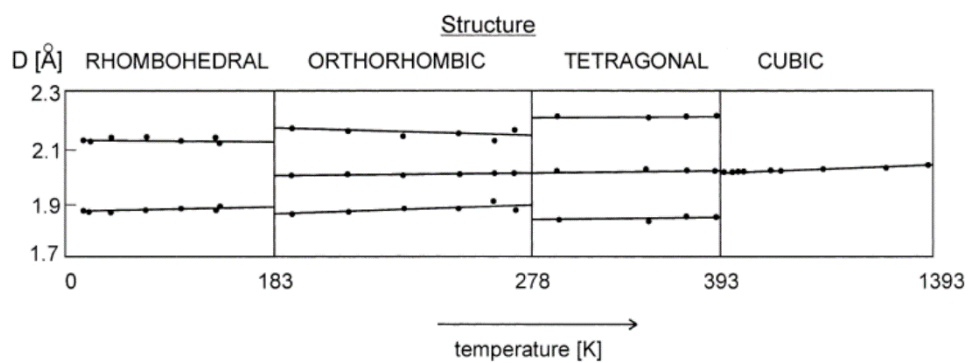 Structure
D [Å] RHOMBOHEDRAL ORTHORHOMBIC TETRAGONAL CUBIC
2.3
2.1
1.9
1.7
0 183 278 393 1393
temperature [K]